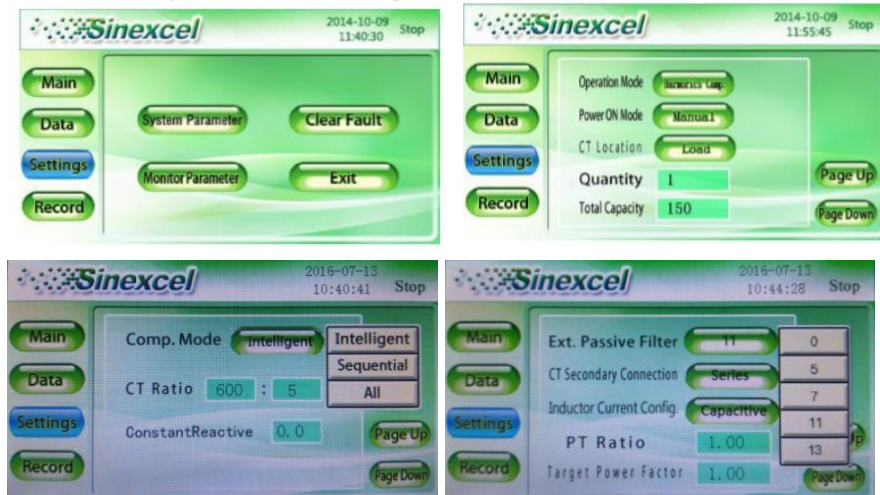 Sinexcel
2014-10-09
11:40:30
Stop
Main
Data
Settings
Record
System Parameter
Clear Fault
Monitor Parameter
Exit
Sinexcel
2014-10-09
11:55:45
Stop
Main
Data
Settings
Record
Operation Mode Harmonics Comp.
Power ON Mode Manual
CT Location Load
Quantity 1
Total Capacity 150
Page Up
Page Down
Sinexcel
2016-07-13
10:40:41
Stop
Main
Data
Settings
Record
Comp. Mode Intelligent
CT Ratio 600 : 5
ConstantReactive 0.0
Intelligent
Sequential
All
Page Up
Page Down
Sinexcel
2016-07-13
10:44:28
Stop
Main
Data
Settings
Record
Ext. Passive Filter 11
CT Secondary Connection Series
Inductor Current Config. Capacitive
PT Ratio 1.00
Target Power Factor 1.00
0
5
7
11
13
Page Down